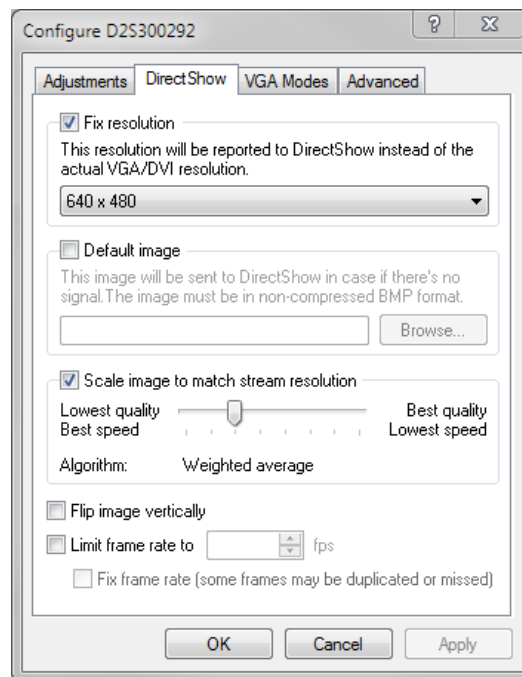 Configure D2S300292
Adjustments DirectShow VGA Modes Advanced
Fix resolution
This resolution will be reported to DirectShow instead of the
actual VGA/DVI resolution.
640 x 480
Default image
This image will be sent to DirectShow in case if there's no
signal.The image must be in non-compressed BMP format.
Browse...
Scale image to match stream resolution
Lowest quality Best quality
Best speed Lowest speed
Algorithm: Weighted average
Flip image vertically
Limit frame rate to fps
Fix frame rate (some frames may be duplicated or missed)
OK Cancel Apply